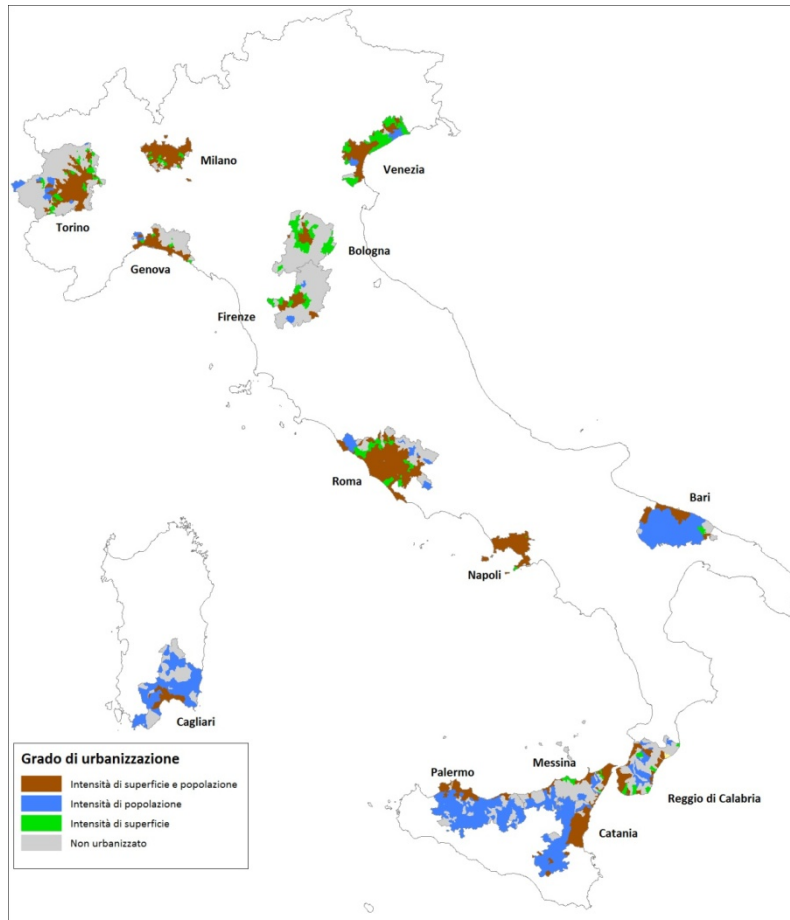 Milano
Venezia
Torino
Bologna
Genova
Firenze
Roma
Bari
Napoli
Cagliari
Grado di urbanizzazione
Intensità di superficie e popolazione
Intensità di popolazione
Intensità di superficie
Non urbanizzato
Messina
Palermo
Reggio di Calabria
Catania